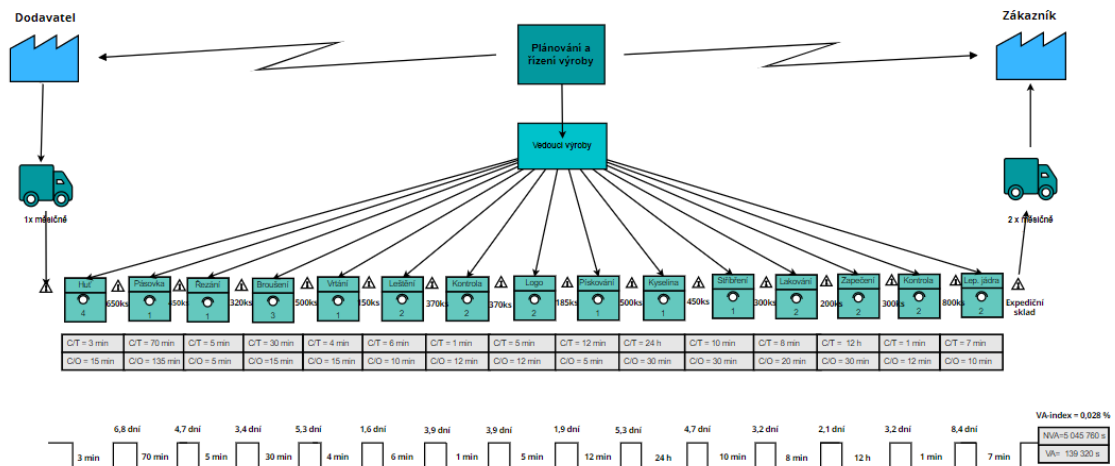 Dodavatel
Zákazník
Plánování a
řízení výroby
Vedoucí výroby
1x měsíčně
2 x měsíčně
Huť
Pásovka
Řezání
Broušení
Vrtání
Leštění
Kontrola
Logo
Pískování
Kyselina
Stříbření
Lakování
Zapečení
Kontrola
Lep. jádra
4
650ks
1
450ks
1
320ks
3
500ks
1
150ks
2
370ks
2
370ks
2
185ks
1
500ks
1
450ks
1
300ks
2
200ks
2
300ks
2
800ks
2
Expediční
sklad
C/T = 3 min
C/T = 70 min
C/T = 5 min
C/T = 30 min
C/T = 4 min
C/T = 6 min
C/T = 1 min
C/T = 5 min
C/T = 12 min
C/T = 24 h
C/T = 10 min
C/T = 8 min
C/T = 12 h
C/T = 1 min
C/T = 7 min
C/O = 15 min
C/O = 135 min
C/O = 5 min
C/O =15 min
C/O = 15 min
C/O = 10 min
C/O = 12 min
C/O = 12 min
C/O = 5 min
C/O = 30 min
C/O = 30 min
C/O = 20 min
C/O = 30 min
C/O = 12 min
C/O = 10 min
VA-index = 0,028 %
6,8 dní
4,7 dní
3,4 dní
5,3 dní
1,6 dní
3,9 dní
3,9 dní
1,9 dní
5,3 dní
4,7 dní
3,2 dní
2,1 dní
3,2 dní
8,4 dní
NVA=5 045 760 s
VA= 139 320 s
3 min
70 min
5 min
30 min
4 min
6 min
1 min
5 min
12 min
24 h
10 min
8 min
12 h
1 min
7 min